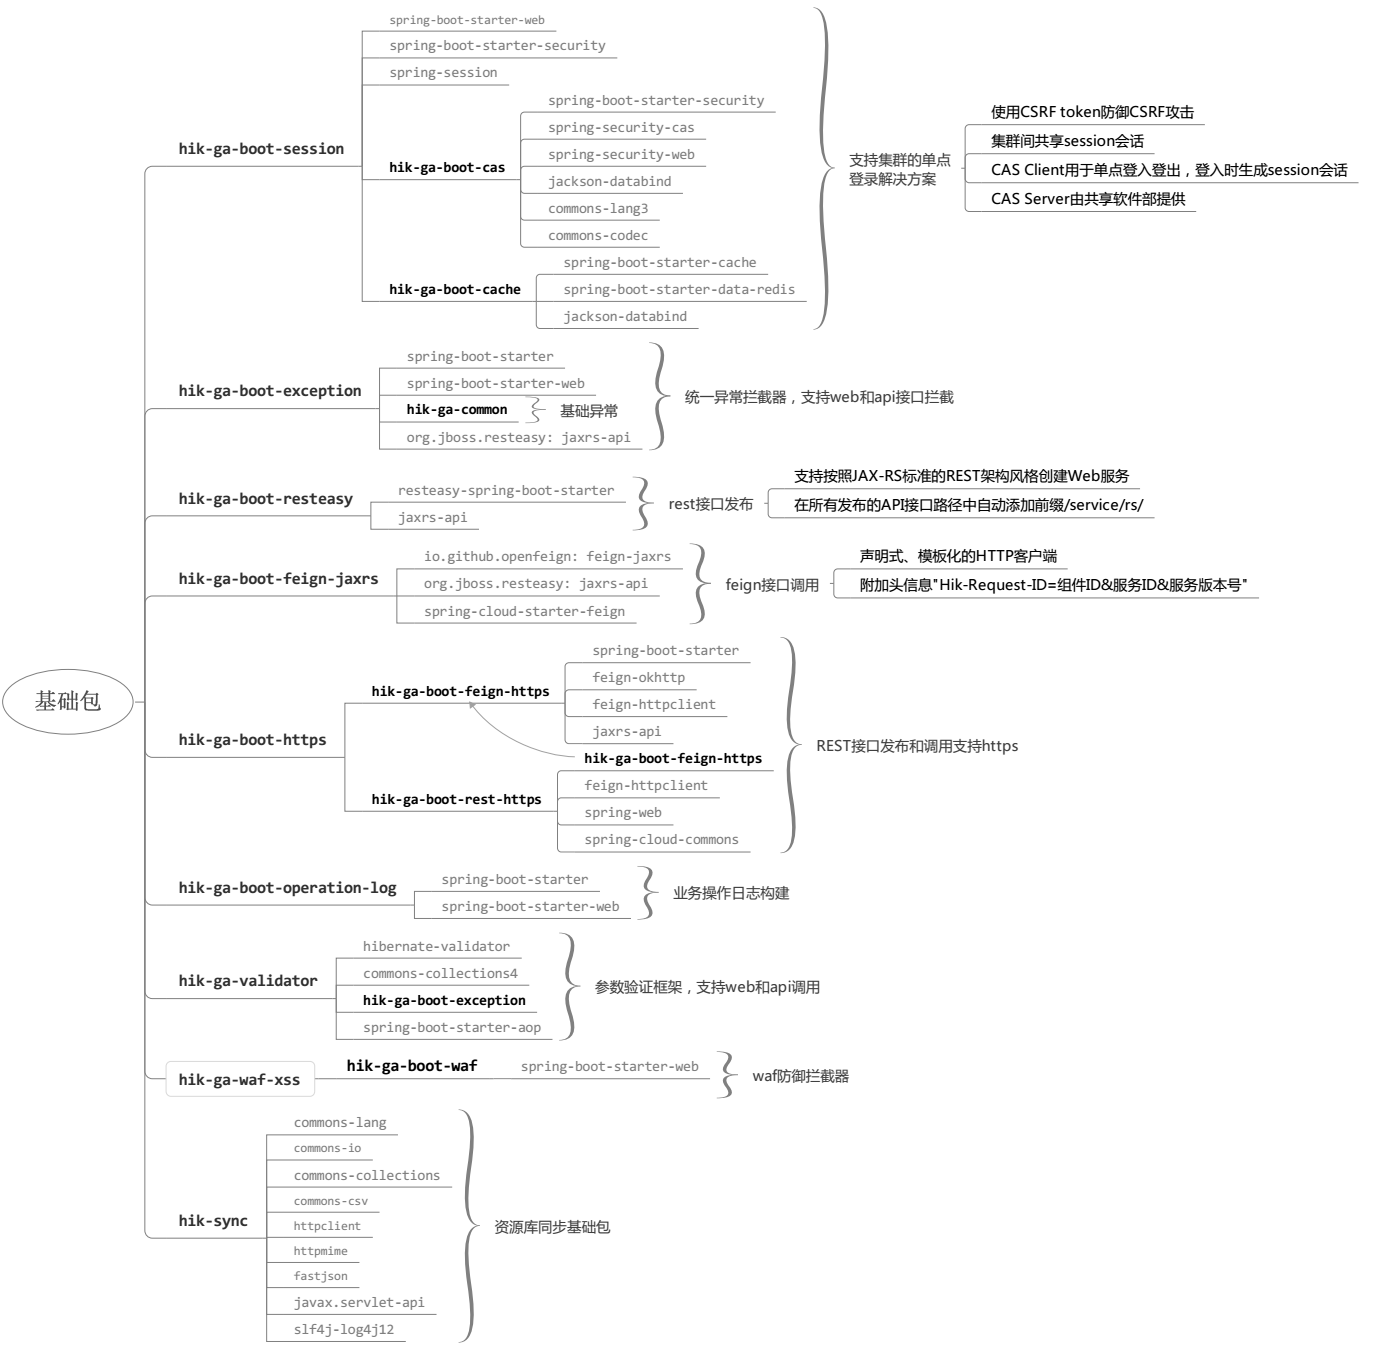 基础包
hik-ga-boot-session
spring-boot-starter-web
spring-boot-starter-security
spring-session
hik-ga-boot-cas
spring-boot-starter-security
spring-security-cas
spring-security-web
jackson-databind
commons-lang3
commons-codec
hik-ga-boot-cache
spring-boot-starter-cache
spring-boot-starter-data-redis
jackson-databind
支持集群的单点
登录解决方案
使用CSRF token防御CSRF攻击
集群间共享session会话
CAS Client用于单点登入登出，登入时生成session会话
CAS Server由共享软件部提供
hik-ga-boot-exception
spring-boot-starter
spring-boot-starter-web
hik-ga-common
基础异常
org.jboss.resteasy: jaxrs-api
统一异常拦截器，支持web和api接口拦截
hik-ga-boot-resteasy
resteasy-spring-boot-starter
jaxrs-api
rest接口发布
支持按照JAX-RS标准的REST架构风格创建Web服务
在所有发布的API接口路径中自动添加前缀/service/rs/
hik-ga-boot-feign-jaxrs
io.github.openfeign: feign-jaxrs
org.jboss.resteasy: jaxrs-api
spring-cloud-starter-feign
feign接口调用
声明式、模板化的HTTP客户端
附加头信息"Hik-Request-ID=组件ID&服务ID&服务版本号"
hik-ga-boot-https
hik-ga-boot-feign-https
spring-boot-starter
feign-okhttp
feign-httpclient
jaxrs-api
hik-ga-boot-rest-https
hik-ga-boot-feign-https
feign-httpclient
spring-web
spring-cloud-commons
REST接口发布和调用支持https
hik-ga-boot-operation-log
spring-boot-starter
spring-boot-starter-web
业务操作日志构建
hik-ga-validator
hibernate-validator
commons-collections4
hik-ga-boot-exception
spring-boot-starter-aop
参数验证框架，支持web和api调用
hik-ga-waf-xss
hik-ga-boot-waf
spring-boot-starter-web
waf防御拦截器
hik-sync
commons-lang
commons-io
commons-collections
commons-csv
httpclient
httpmime
fastjson
javax.servlet-api
slf4j-log4j12
资源库同步基础包